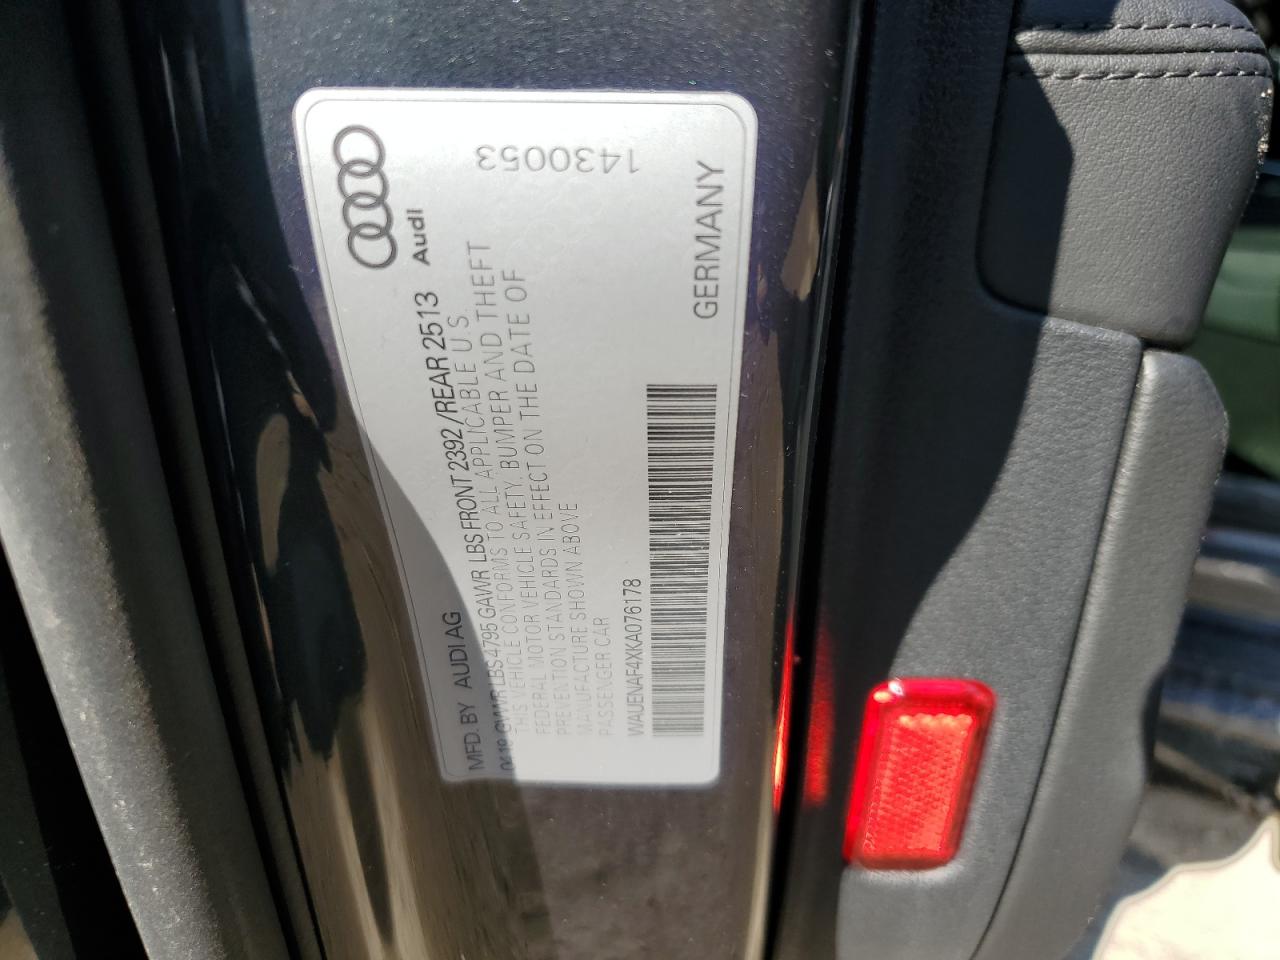 Audi
1430053
MFD. BY AUDI AG
GVWR LBS 4795 GAWR LBS FRONT 2392/REAR 2513
THIS VEHICLE CONFORMS TO ALL APPLICABLE U.S.
FEDERAL MOTOR VEHICLE SAFETY, BUMPER AND THEFT
PREVENTION STANDARDS IN EFFECT ON THE DATE OF
MANUFACTURE SHOWN ABOVE
PASSENGER CAR
WAUENAF4XKA076178
GERMANY